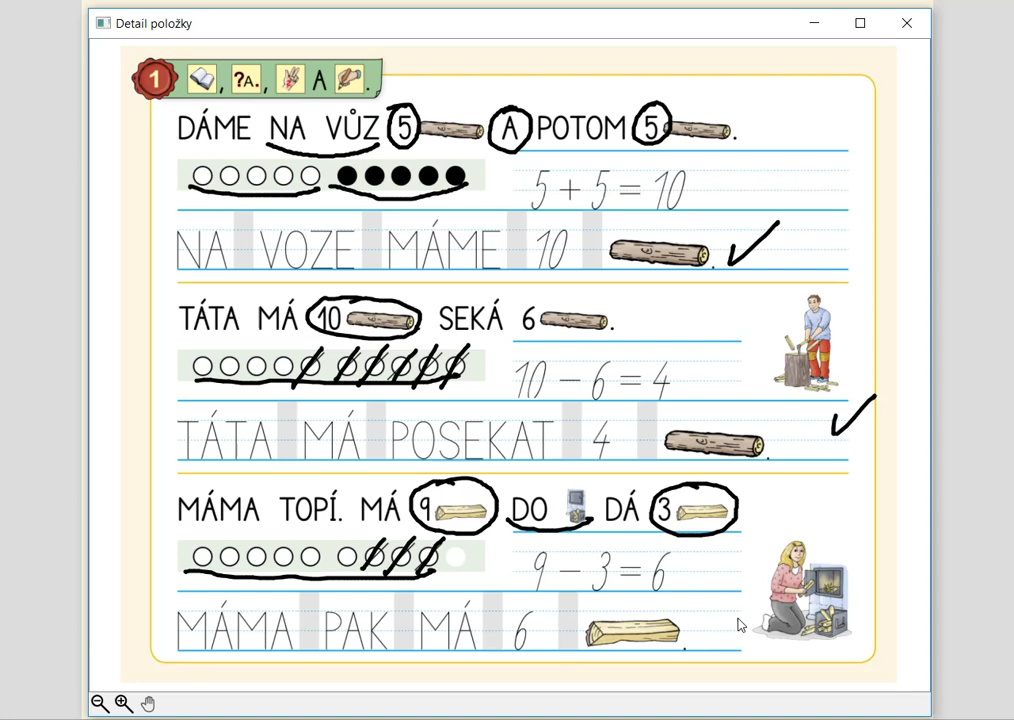 Detail položky
1 , ?A. , A .
DÁME NA VŮZ 5 A POTOM 5 .
5 + 5 = 10
NA VOZE MÁME 10 .
TÁTA MÁ 10 . SEKÁ 6 .
10 − 6 = 4
TÁTA MÁ POSEKAT 4 .
MÁMA TOPÍ. MÁ 9 . DO DÁ 3 .
9 − 3 = 6
MÁMA PAK MÁ 6 .